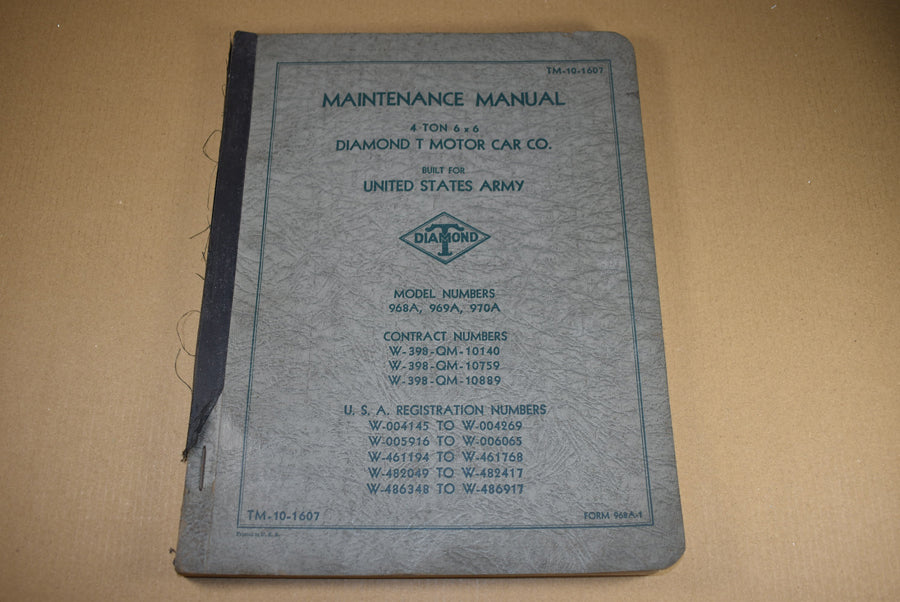 TM-10-1607
MAINTENANCE MANUAL
4 TON 6 x 6
DIAMOND T MOTOR CAR CO.
BUILT FOR
UNITED STATES ARMY
DIAMOND
T
MODEL NUMBERS
968A, 969A, 970A
CONTRACT NUMBERS
W-398-QM-10140
W-398-QM-10759
W-398-QM-10889
U. S. A. REGISTRATION NUMBERS
W-004145 TO W-004269
W-005916 TO W-006065
W-461194 TO W-461768
W-482049 TO W-482417
W-486348 TO W-486917
TM-10-1607
FORM 968A-1
Printed in U. S. A.